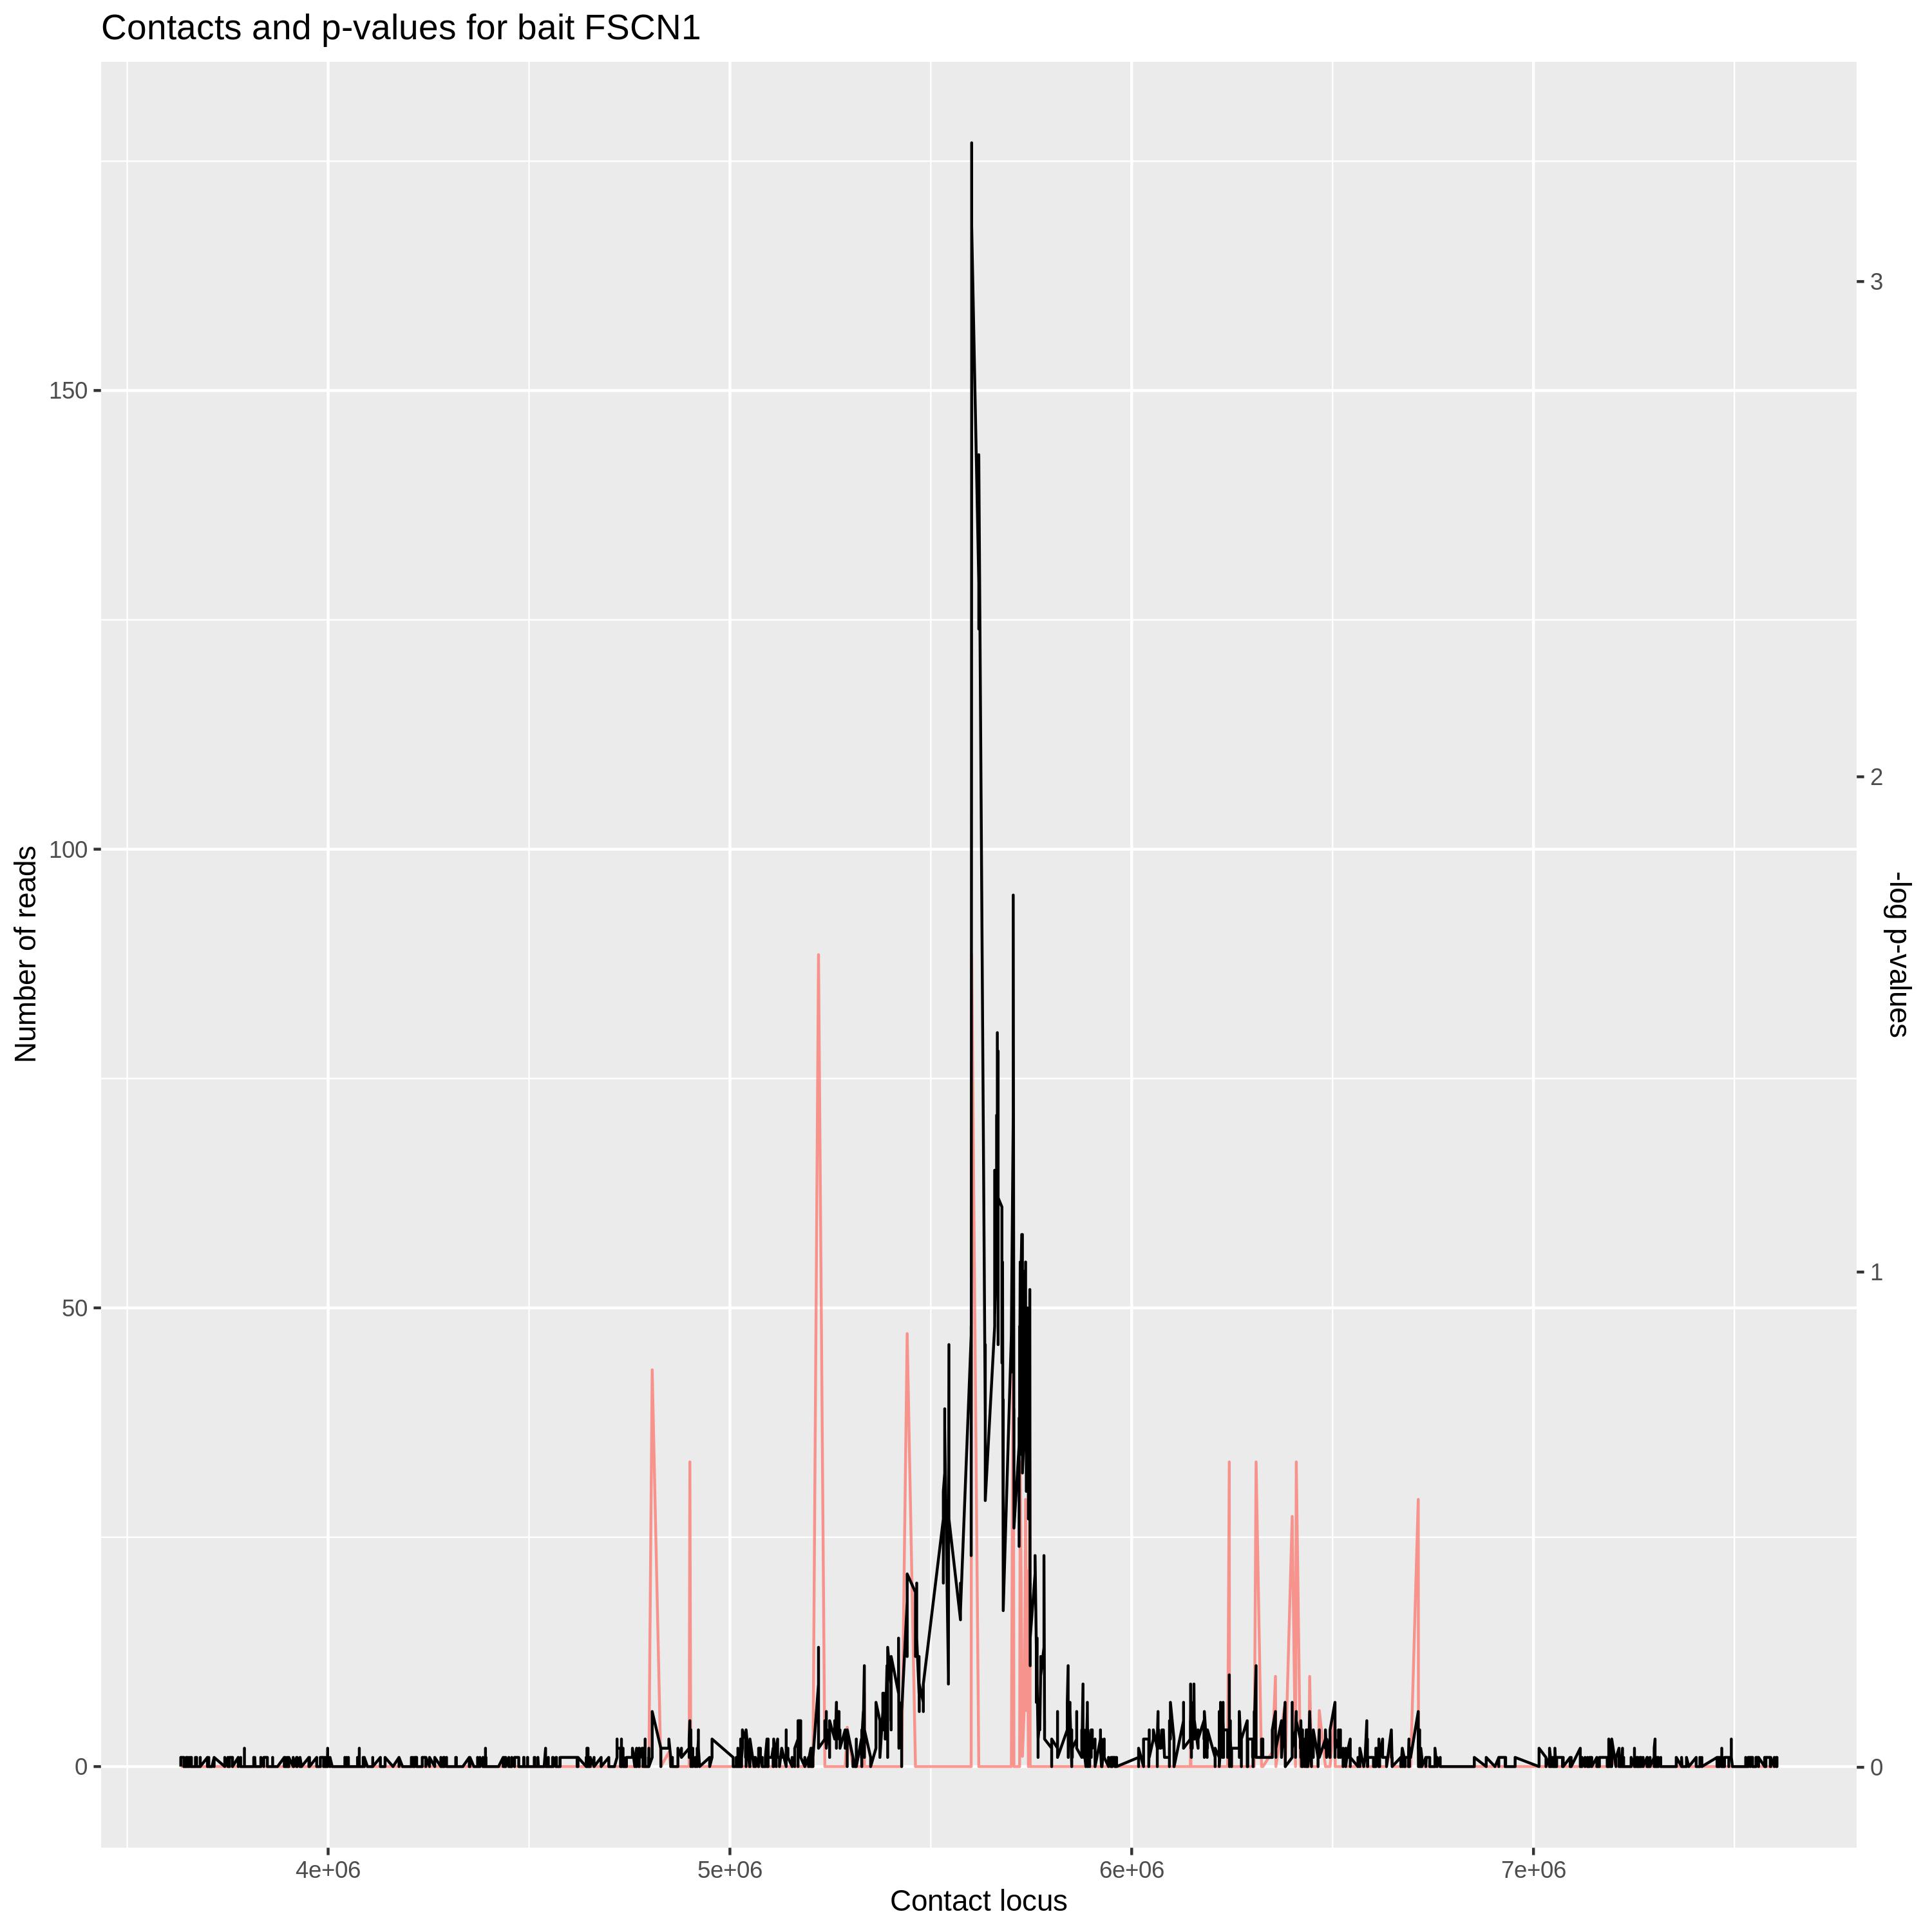 Contacts and p-values for bait FSCN1
Number of reads
150
100
50
0
3
2
1
0
-log p-values
4e+06 5e+06 6e+06 7e+06
Contact locus